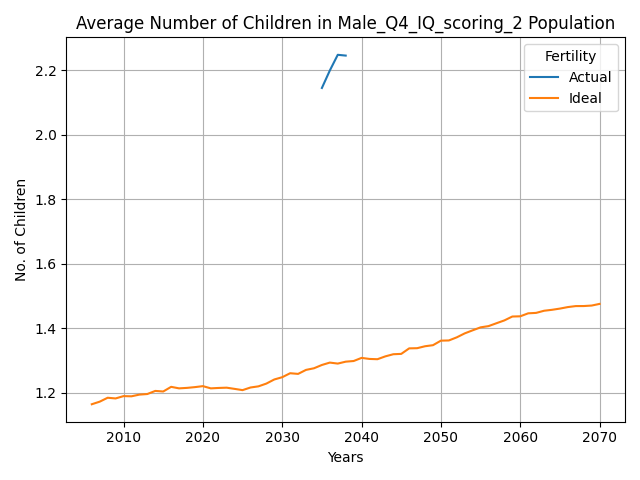 Average Number of Children in Male_Q4_IQ_scoring_2 Population
Fertility
Actual
Ideal
2.2
2.0
1.8
1.6
1.4
1.2
No. of Children
2010 2020 2030 2040 2050 2060 2070
Years